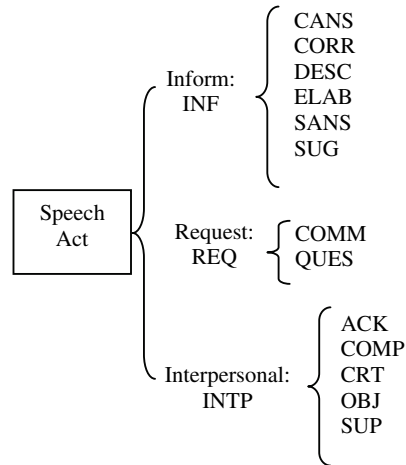 Speech
Act
Inform:
INF
CANS
CORR
DESC
ELAB
SANS
SUG
Request:
REQ
COMM
QUES
Interpersonal:
INTP
ACK
COMP
CRT
OBJ
SUP